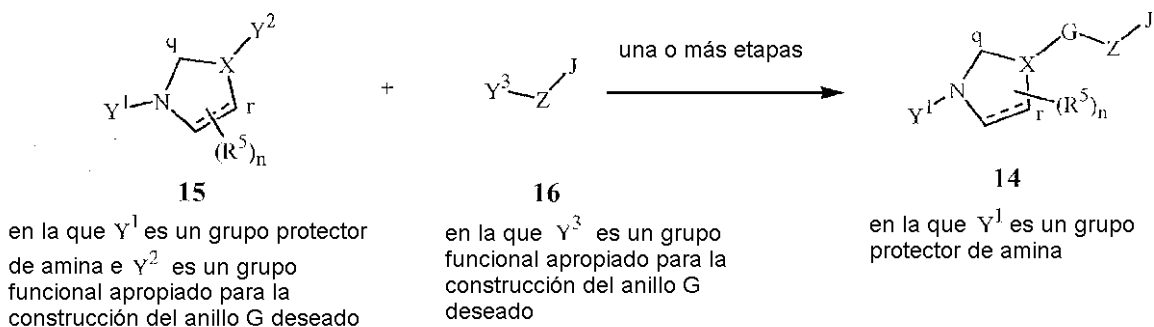 Y²
q
X
Y¹
N
r
(R⁵)ₙ
+
J
Y³
Z
una o más etapas
J
G
q
Z
X
N
Y¹
r
(R⁵)ₙ
15
16
14
en la que Y¹ es un grupo protector
de amina e Y² es un grupo
funcional apropiado para la
construcción del anillo G deseado
en la que Y³ es un grupo
funcional apropiado para la
construcción del anillo G
deseado
en la que Y¹ es un grupo
protector de amina